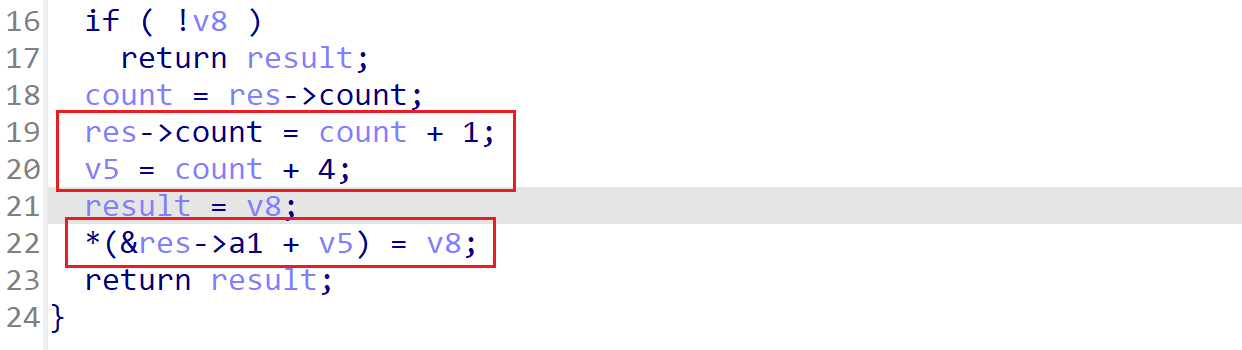 16 if ( !v8 )
17 return result;
18 count = res->count;
19 res->count = count + 1;
20 v5 = count + 4;
21 result = v8;
22 *(&res->a1 + v5) = v8;
23 return result;
24 }